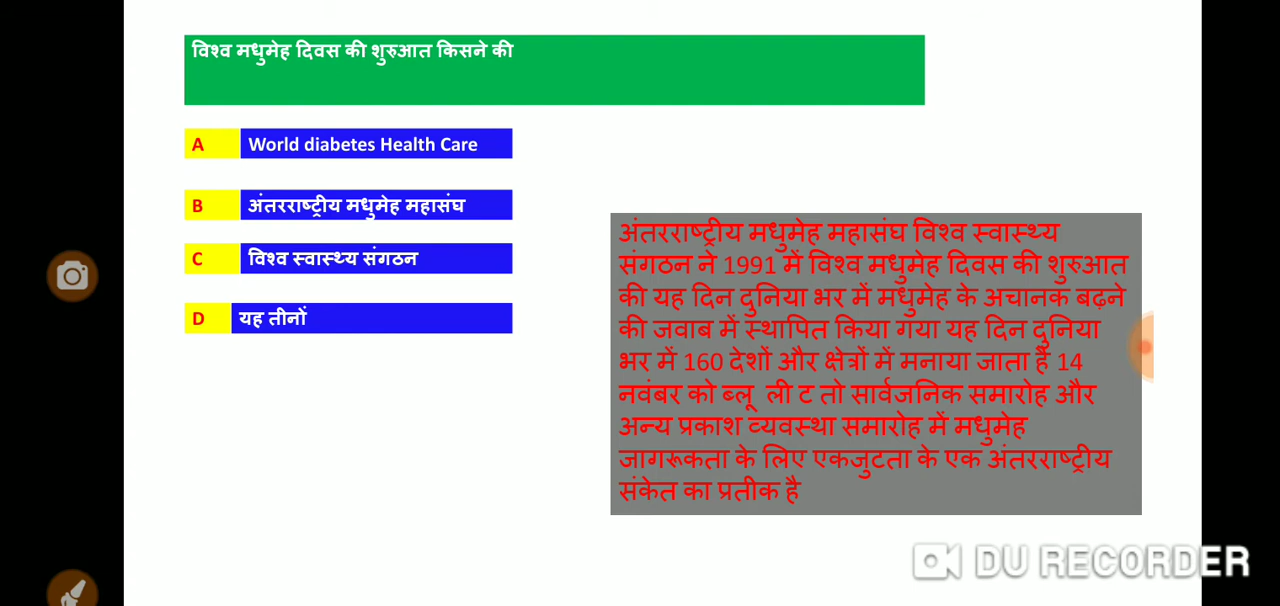 विश्व मधुमेह दिवस की शुरुआत किसने की
A World diabetes Health Care
B अंतरराष्ट्रीय मधुमेह महासंघ
C विश्व स्वास्थ्य संगठन
D यह तीनों
अंतरराष्ट्रीय मधुमेह महासंघ विश्व स्वास्थ्य
संगठन ने 1991 में विश्व मधुमेह दिवस की शुरुआत
की यह दिन दुनिया भर में मधुमेह के अचानक बढ़ने
की जवाब में स्थापित किया गया यह दिन दुनिया
भर में 160 देशों और क्षेत्रों में मनाया जाता है 14
नवंबर को ब्लू ली ट तो सार्वजनिक समारोह और
अन्य प्रकाश व्यवस्था समारोह में मधुमेह
जागरूकता के लिए एकजुटता के एक अंतरराष्ट्रीय
संकेत का प्रतीक है
DU RECORDER